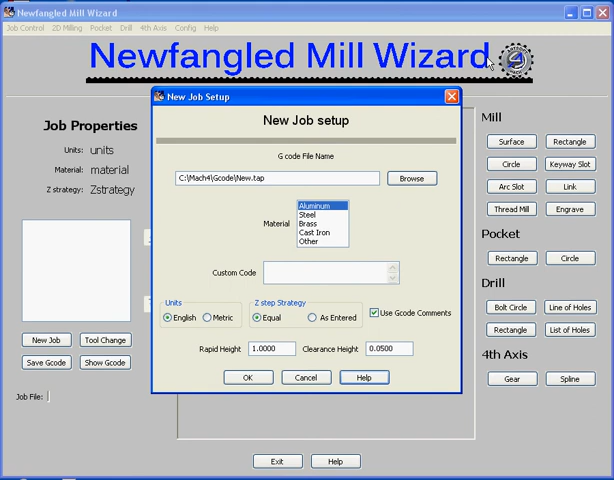 Newfangled Mill Wizard
Job Control 2D Milling Pocket Drill 4th Axis Config Help
Newfangled Mill Wizard
Job Properties
Units: units
Material: material
Z strategy: Zstrategy
New Job Tool Change
Save Gcode Show Gcode
Job File:
New Job Setup
New Job setup
G code File Name
C:\Mach4\Gcode\New.tap Browse
Material
Aluminum
Steel
Brass
Cast Iron
Other
Custom Code
Units
English Metric
Z step Strategy
Equal As Entered
Use Gcode Comments
Rapid Height 1.0000 Clearance Height 0.0500
OK Cancel Help
Mill
Surface Rectangle
Circle Keyway Slot
Arc Slot Link
Thread Mill Engrave
Pocket
Rectangle Circle
Drill
Bolt Circle Line of Holes
Rectangle List of Holes
4th Axis
Gear Spline
Exit Help